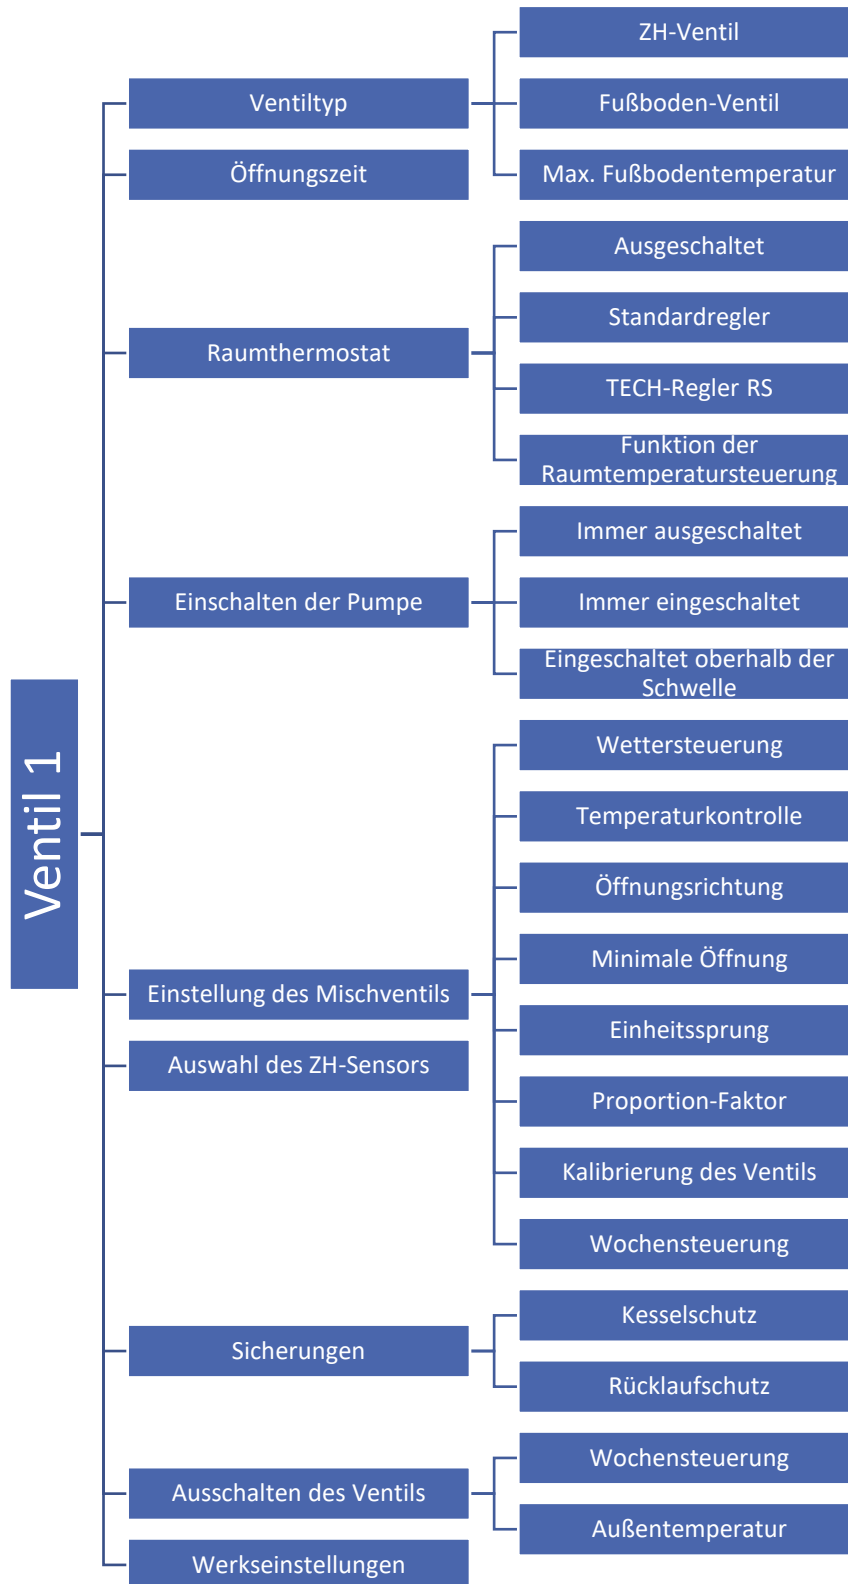 Ventil 1
Ventiltyp
ZH-Ventil
Fußboden-Ventil
Max. Fußbodentemperatur
Öffnungszeit
Raumthermostat
Ausgeschaltet
Standardregler
TECH-Regler RS
Funktion der
Raumtemperatursteuerung
Einschalten der Pumpe
Immer ausgeschaltet
Immer eingeschaltet
Eingeschaltet oberhalb der
Schwelle
Einstellung des Mischventils
Wettersteuerung
Temperaturkontrolle
Öffnungsrichtung
Minimale Öffnung
Einheitssprung
Proportion-Faktor
Kalibrierung des Ventils
Wochensteuerung
Auswahl des ZH-Sensors
Sicherungen
Kesselschutz
Rücklaufschutz
Ausschalten des Ventils
Wochensteuerung
Außentemperatur
Werkseinstellungen